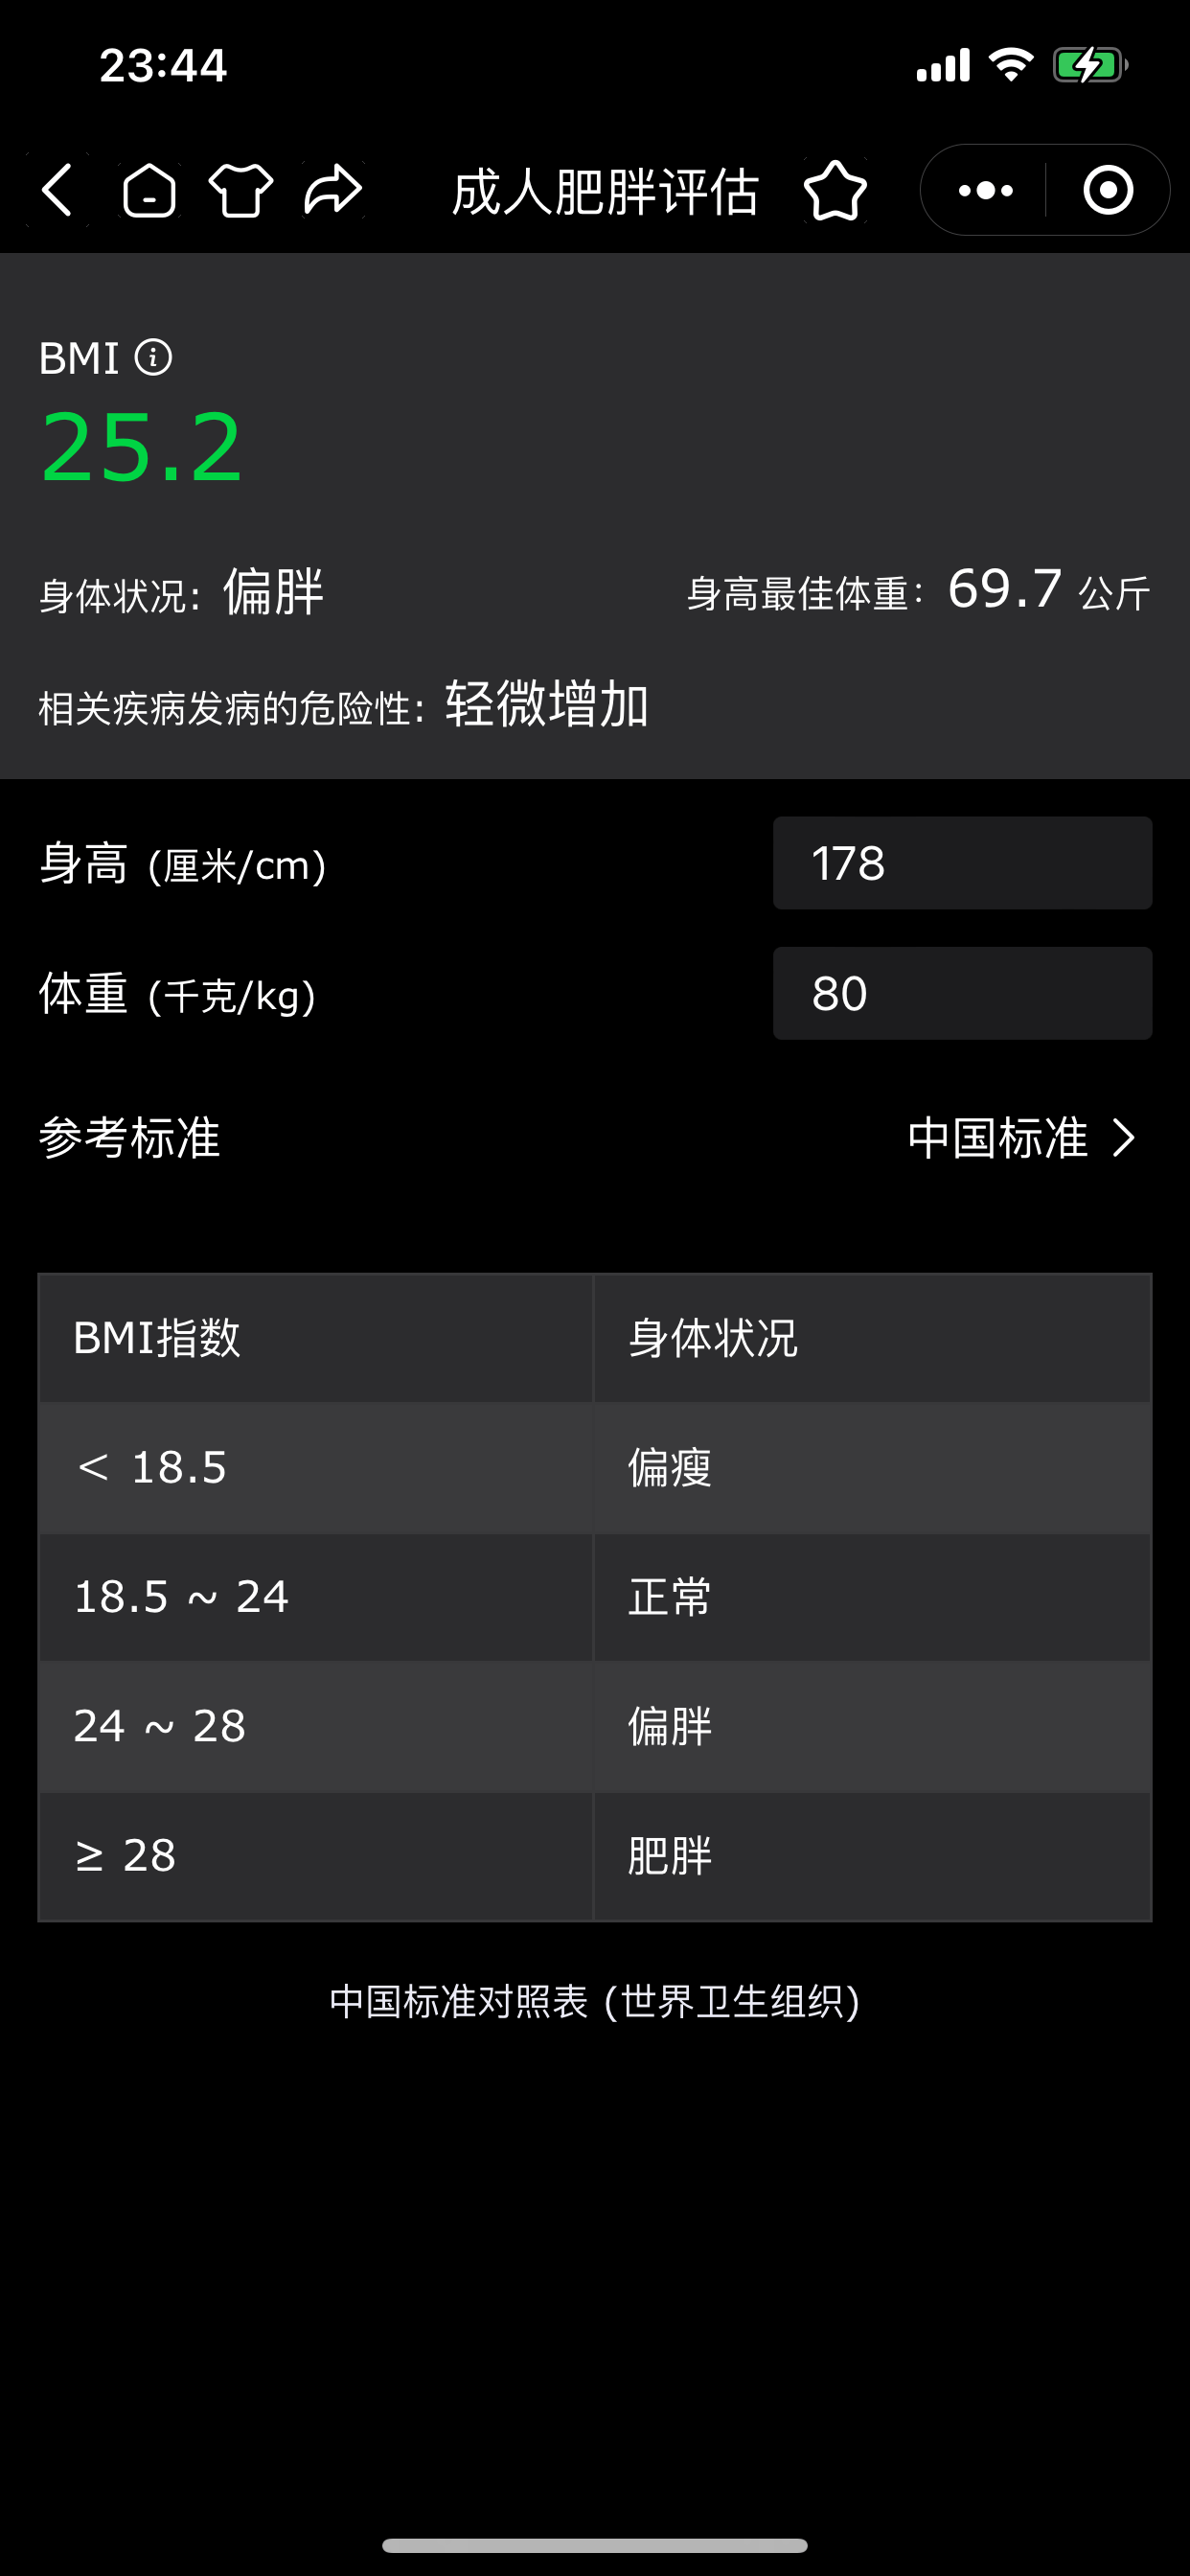 23:44
成人肥胖评估
BMI
25.2
身体状况: 偏胖 身高最佳体重: 69.7 公斤
相关疾病发病的危险性: 轻微增加
身高 (厘米/cm) 178
体重 (千克/kg) 80
参考标准 中国标准
BMI指数 身体状况
< 18.5 偏瘦
18.5 ~ 24 正常
24 ~ 28 偏胖
≥ 28 肥胖
中国标准对照表 (世界卫生组织)